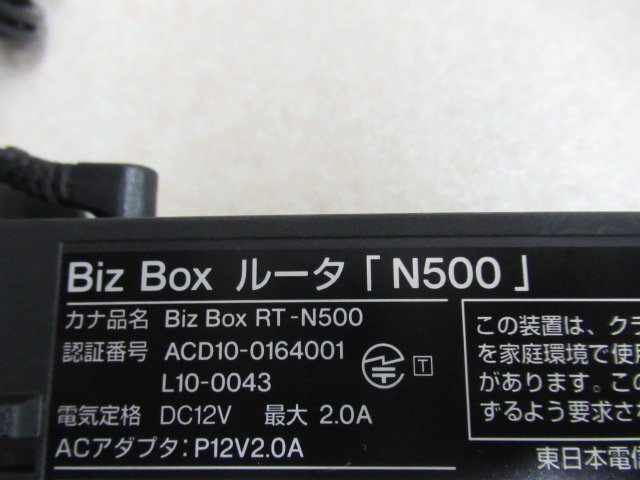 Biz Box ルータ「N500」
カナ品名 Biz Box RT-N500
認証番号 ACD10-0164001
L10-0043
T
電気定格 DC12V 最大 2.0A
ACアダプタ：P12V2.0A
この装置は、クラ
を家庭環境で使用
があります。この
ずるよう要求され
東日本電信